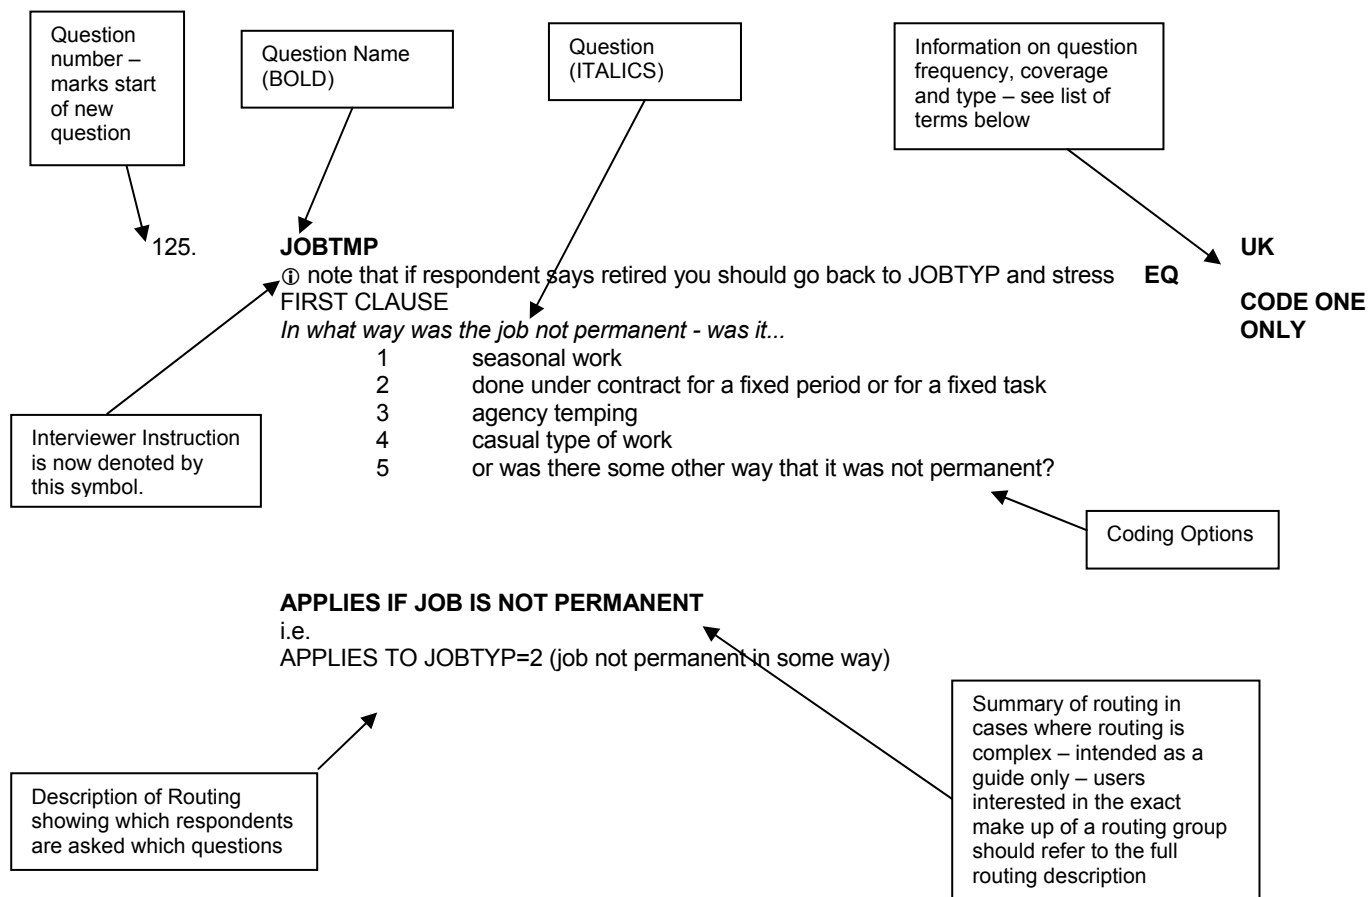 Question
number –
marks start
of new
question
Question Name
(BOLD)
Question
(ITALICS)
Information on question
frequency, coverage
and type – see list of
terms below
125. JOBTMP UK
ⓘ note that if respondent says retired you should go back to JOBTYP and stress EQ
FIRST CLAUSE CODE ONE
In what way was the job not permanent - was it... ONLY
1 seasonal work
2 done under contract for a fixed period or for a fixed task
3 agency temping
4 casual type of work
5 or was there some other way that it was not permanent?
Interviewer Instruction
is now denoted by
this symbol.
Coding Options
APPLIES IF JOB IS NOT PERMANENT
i.e.
APPLIES TO JOBTYP=2 (job not permanent in some way)
Description of Routing
showing which respondents
are asked which questions
Summary of routing in
cases where routing is
complex – intended as a
guide only – users
interested in the exact
make up of a routing group
should refer to the full
routing description